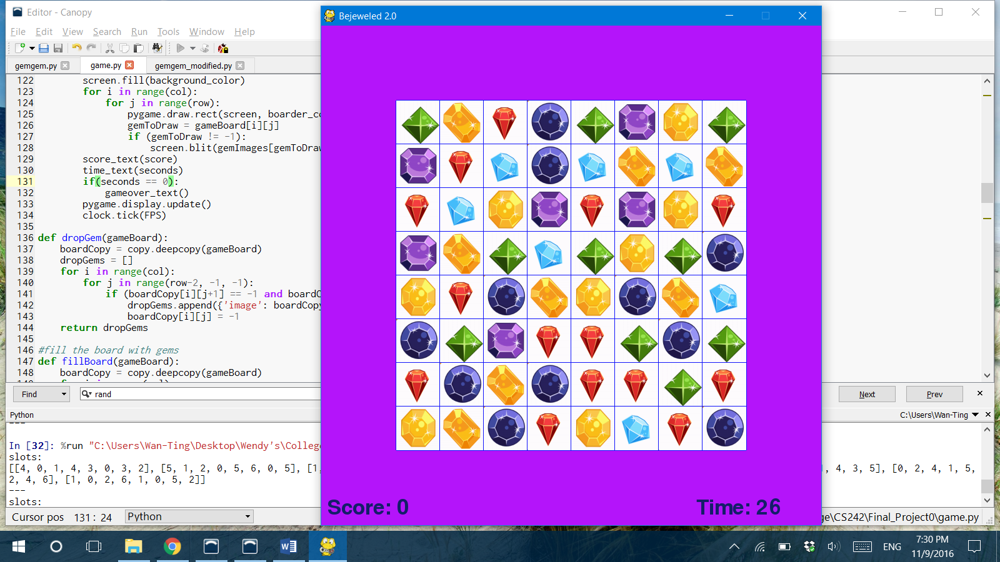 Editor - Canopy
File Edit View Search Run Tools Window Help
gemgem.py game.py gemgem_modified.py
122 screen.fill(background_color)
123 for i in range(col):
124 for j in range(row):
125 pygame.draw.rect(screen, boarder_co
126 gemToDraw = gameBoard[i][j]
127 if (gemToDraw != -1):
128 screen.blit(gemImages[gemToDraw
129 score_text(score)
130 time_text(seconds)
131 if(seconds == 0):
132 gameover_text()
133 pygame.display.update()
134 clock.tick(FPS)
135
136 def dropGem(gameBoard):
137 boardCopy = copy.deepcopy(gameBoard)
138 dropGems = []
139 for i in range(col):
140 for j in range(row-2, -1, -1):
141 if (boardCopy[i][j+1] == -1 and boardC
142 dropGems.append({'image': boardCopy
143 boardCopy[i][j] = -1
144 return dropGems
145
146 #fill the board with gems
147 def fillBoard(gameBoard):
148 boardCopy = copy.deepcopy(gameBoard)
Find rand Next Prev
Python C:\Users\Wan-Ting
---
In [32]: %run "C:\Users\Wan-Ting\Desktop\Wendy's\College
slots:
[[4, 0, 1, 4, 3, 0, 3, 2], [5, 1, 2, 0, 5, 6, 0, 5], [1, , 4, 3, 5], [0, 2, 4, 1, 5,
2, 4, 6], [1, 0, 2, 6, 1, 0, 5, 2]]
---
slots:
Cursor pos 131 : 24 Python ge\CS242\Final_Project0\game.py
Bejeweled 2.0
Score: 0 Time: 26
ENG
7:30 PM
11/9/2016